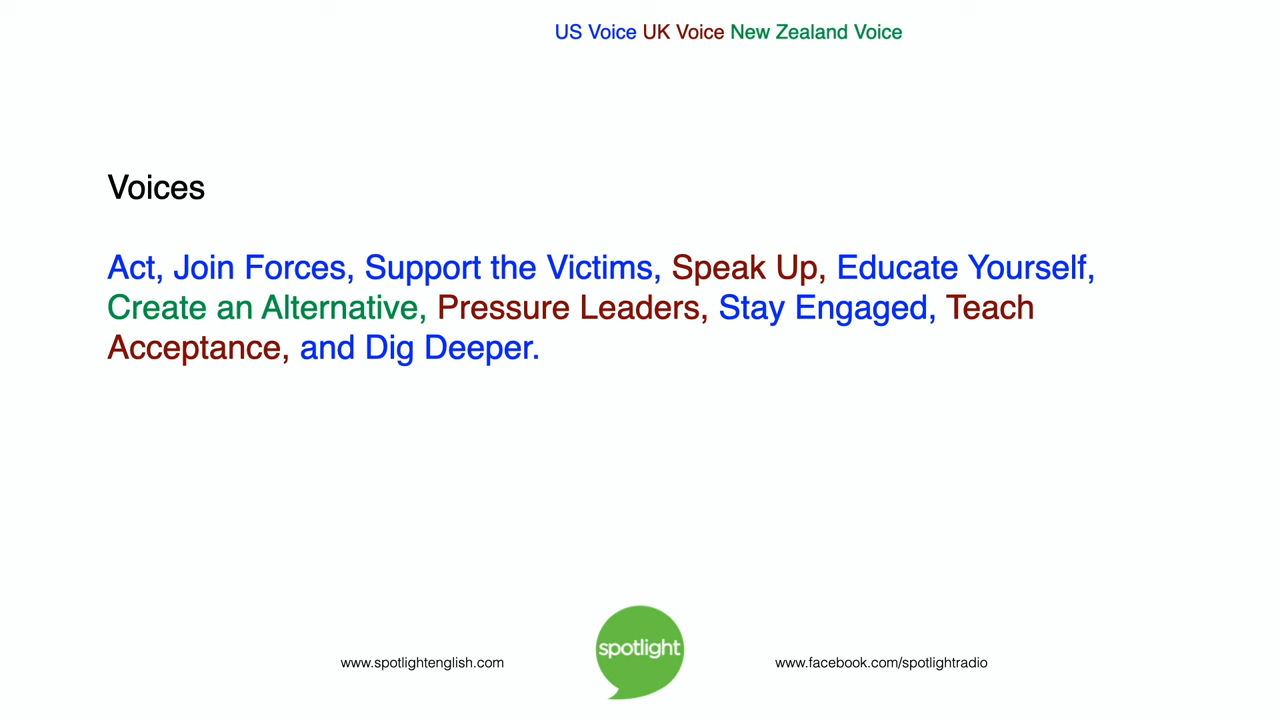 US Voice UK Voice New Zealand Voice
Voices
Act, Join Forces, Support the Victims, Speak Up, Educate Yourself,
Create an Alternative, Pressure Leaders, Stay Engaged, Teach
Acceptance, and Dig Deeper.
www.spotlightenglish.com
spotlight
www.facebook.com/spotlightradio